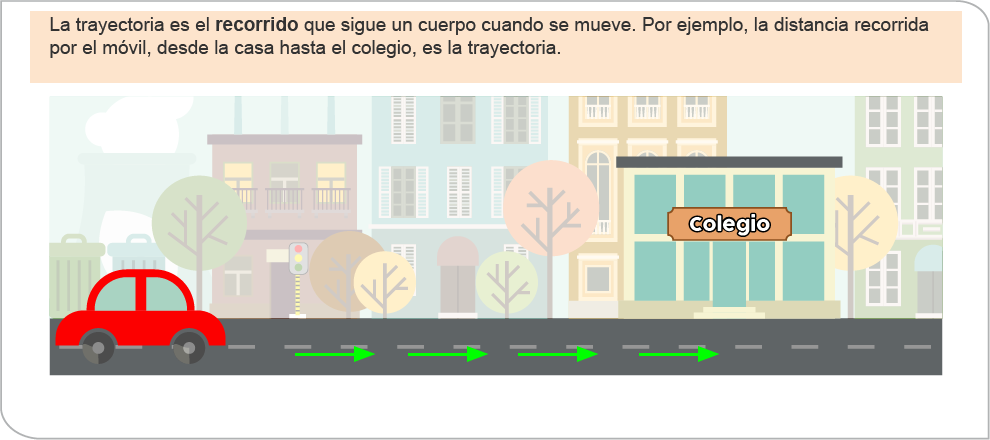 La trayectoria es el recorrido que sigue un cuerpo cuando se mueve. Por ejemplo, la distancia recorrida
por el móvil, desde la casa hasta el colegio, es la trayectoria.
Colegio